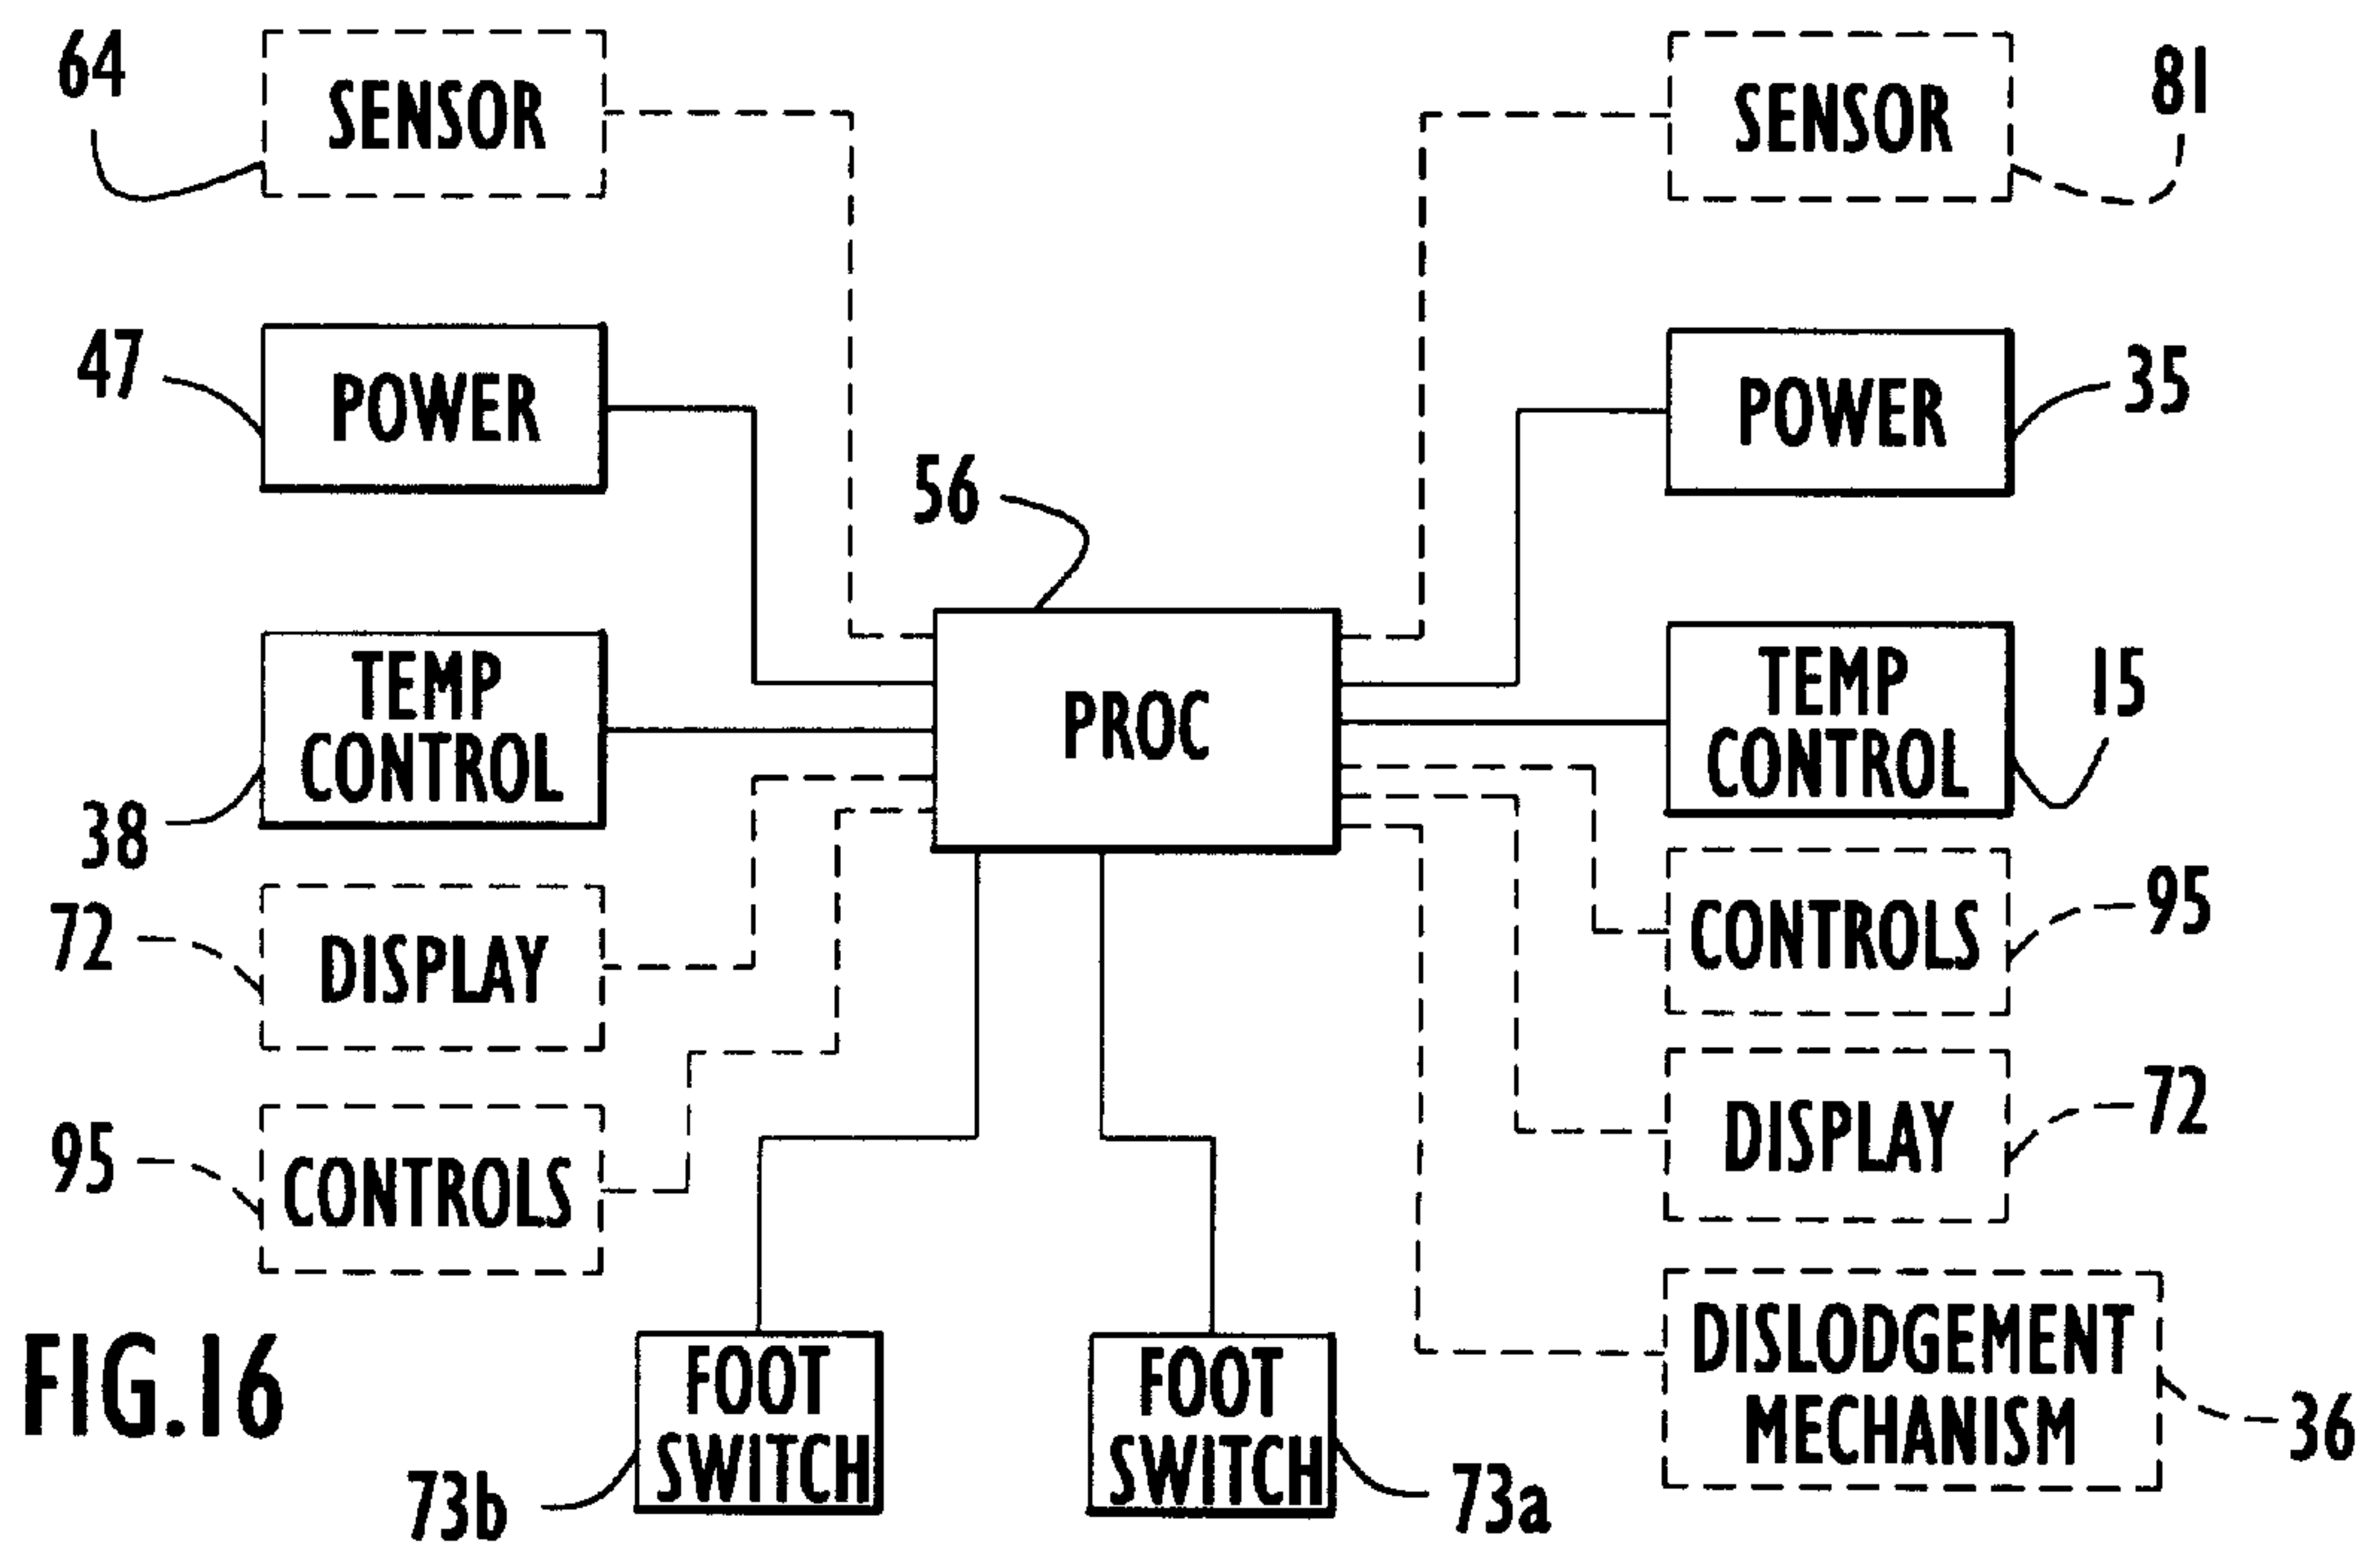 64
SENSOR
SENSOR
81
47
POWER
POWER
35
56
TEMP
CONTROL
38
PROC
TEMP
CONTROL
15
72
DISPLAY
CONTROLS
95
95
CONTROLS
DISPLAY
72
FOOT
SWITCH
73b
FOOT
SWITCH
73a
DISLODGEMENT
MECHANISM
36
FIG.16